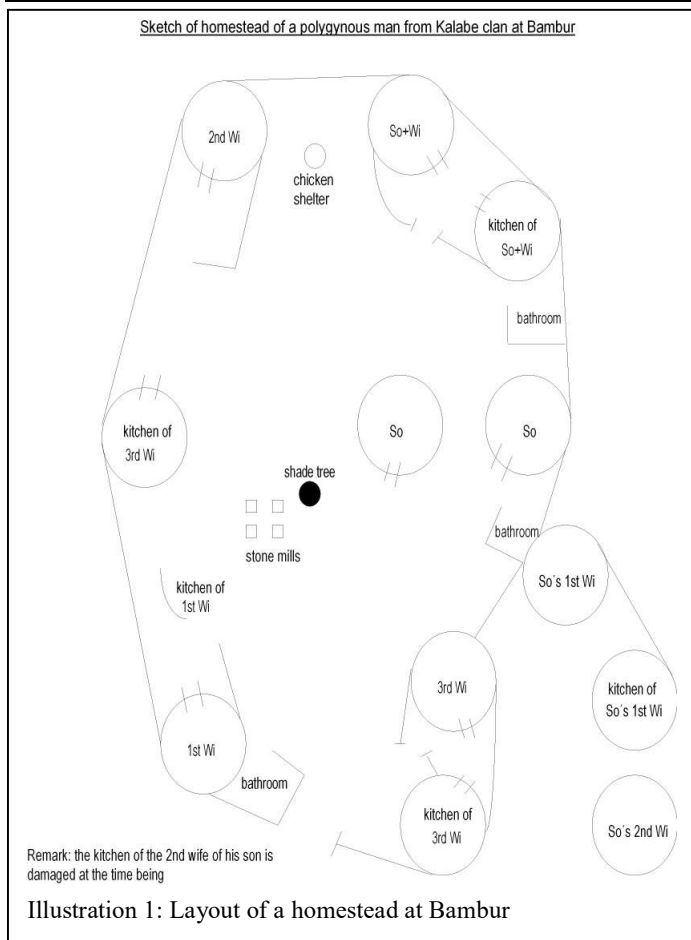 Sketch of homestead of a polygynous man from Kalabe clan at Bambur
2nd Wi
So+Wi
chicken
shelter
kitchen of
So+Wi
bathroom
kitchen of
3rd Wi
So
So
shade tree
stone mills
bathroom
So´s 1st Wi
kitchen of
1st Wi
3rd Wi
kitchen of
So´s 1st Wi
1st Wi
bathroom
kitchen of
3rd Wi
So´s 2nd Wi
Remark: the kitchen of the 2nd wife of his son is
damaged at the time being
Illustration 1: Layout of a homestead at Bambur